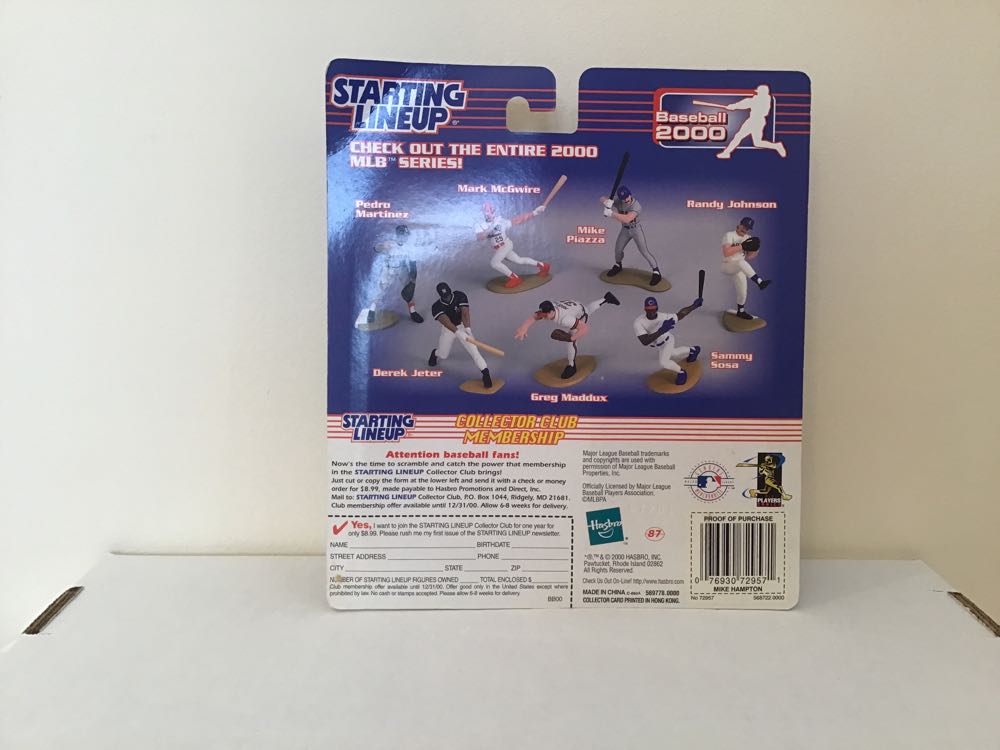 STARTING
LINEUP®
Baseball
2000
CHECK OUT THE ENTIRE 2000
MLB™ SERIES!
Mark McGwire
Pedro
Martinez
Randy Johnson
Mike
Piazza
Sammy
Sosa
Derek Jeter
Greg Maddux
STARTING
LINEUP
COLLECTOR CLUB
MEMBERSHIP
Attention baseball fans!
Now's the time to scramble and catch the power that membership
in the STARTING LINEUP Collector Club brings!
Just cut or copy the form at the lower left and send it with a check or money
order for $8.99, made payable to Hasbro Promotions and Direct, Inc.
Mail to: STARTING LINEUP Collector Club, P.O. Box 1044, Ridgely, MD 21681.
Club membership offer available until 12/31/00. Allow 6-8 weeks for delivery.
Yes, I want to join the STARTING LINEUP Collector Club for one year for
only $8.99. Please rush me my first issue of the STARTING LINEUP newsletter.
NAME BIRTHDATE
STREET ADDRESS PHONE
CITY STATE ZIP
NUMBER OF STARTING LINEUP FIGURES OWNED TOTAL ENCLOSED $
Club membership offer available until 12/31/00. Offer good only in the United States except where
prohibited by law. No cash or stamps accepted. Please allow 6-8 weeks for delivery.
BB00
Major League Baseball trademarks
and copyrights are used with
permission of Major League Baseball
Properties, Inc.
Officially Licensed by Major League
Baseball Players Association.
©MLBPA
PLAYERS
Hasbro
87
*®,™ & © 2000 HASBRO, INC.
Pawtucket, Rhode Island 02862
All Rights Reserved.
Check Us Out On-Line! http://www.hasbro.com
MADE IN CHINA 569778.0000
COLLECTOR CARD PRINTED IN HONG KONG.
PROOF OF PURCHASE
0 76930 72957 1
MIKE HAMPTON
No 72957 568722.0000